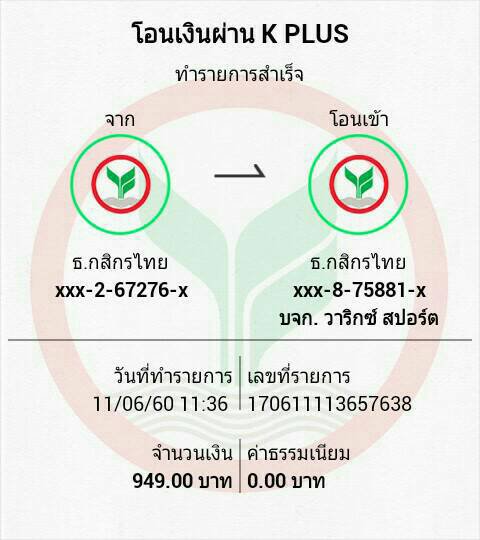 โอนเงินผ่าน K PLUS
ทำรายการสำเร็จ
จาก
โอนเข้า
ธ.กสิกรไทย
ธ.กสิกรไทย
xxx-2-67276-x
xxx-8-75881-x
บจก. วาริกซ์ สปอร์ต
วันที่ทำรายการ
เลขที่รายการ
11/06/60 11:36
170611113657638
จำนวนเงิน
ค่าธรรมเนียม
949.00 บาท
0.00 บาท